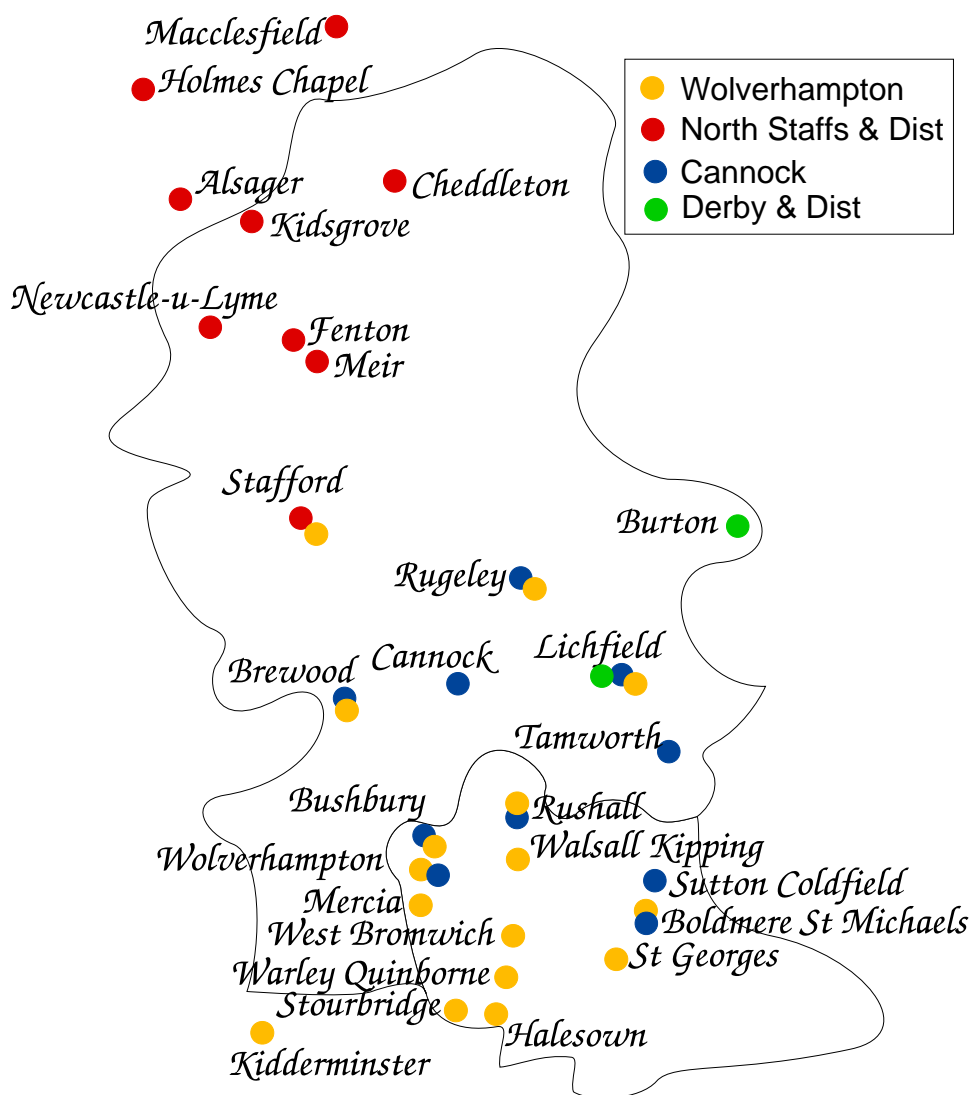 Macclesfield
Holmes Chapel
Wolverhampton
North Staffs & Dist
Cannock
Derby & Dist
Alsager
Cheddleton
Kidsgrove
Newcastle-u-Lyme
Fenton
Meir
Stafford
Burton
Rugeley
Lichfield
Cannock
Brewood
Tamworth
Bushbury
Rushall
Walsall Kipping
Wolverhampton
Sutton Coldfield
Mercia
Boldmere St Michaels
West Bromwich
St Georges
Warley Quinborne
Stourbridge
Halesown
Kidderminster